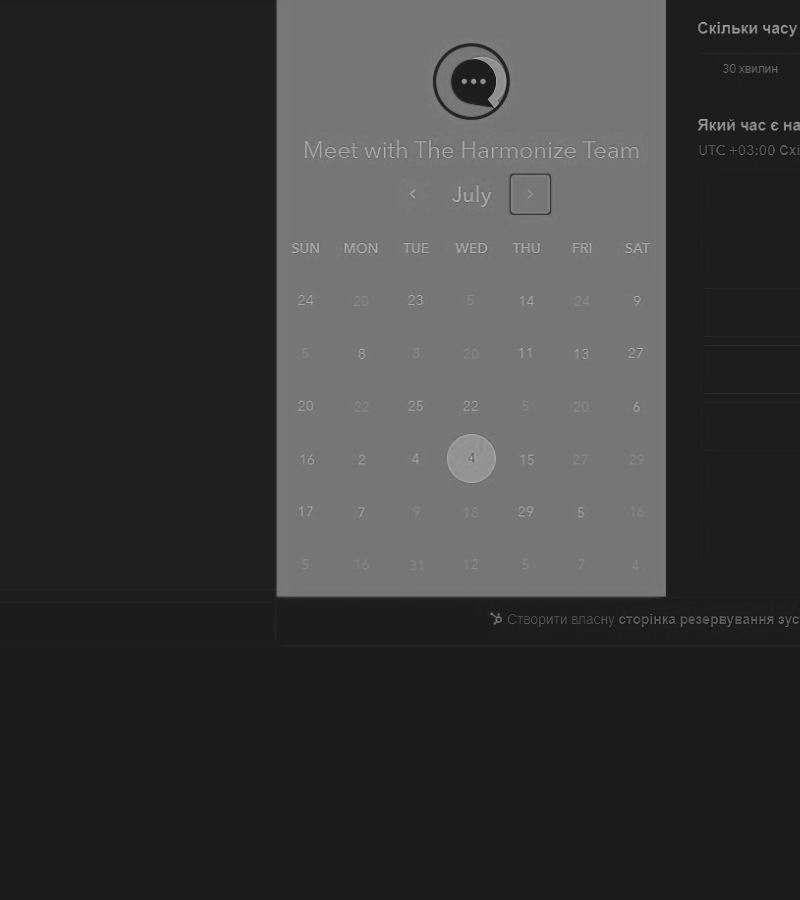 Скільки часу
30 хвилин
Meet with The Harmonize Team
Який час є на
UTC +03:00 Схі
July
SUN MON TUE WED THU FRI SAT
24 20 23 5 14 24 9
5 8 8 20 11 13 27
20 22 25 22 5 20 6
16 2 4 4 15 27 29
17 7 9 18 29 5 16
5 16 31 12 5 7 4
Створити власну сторінка резервування зус